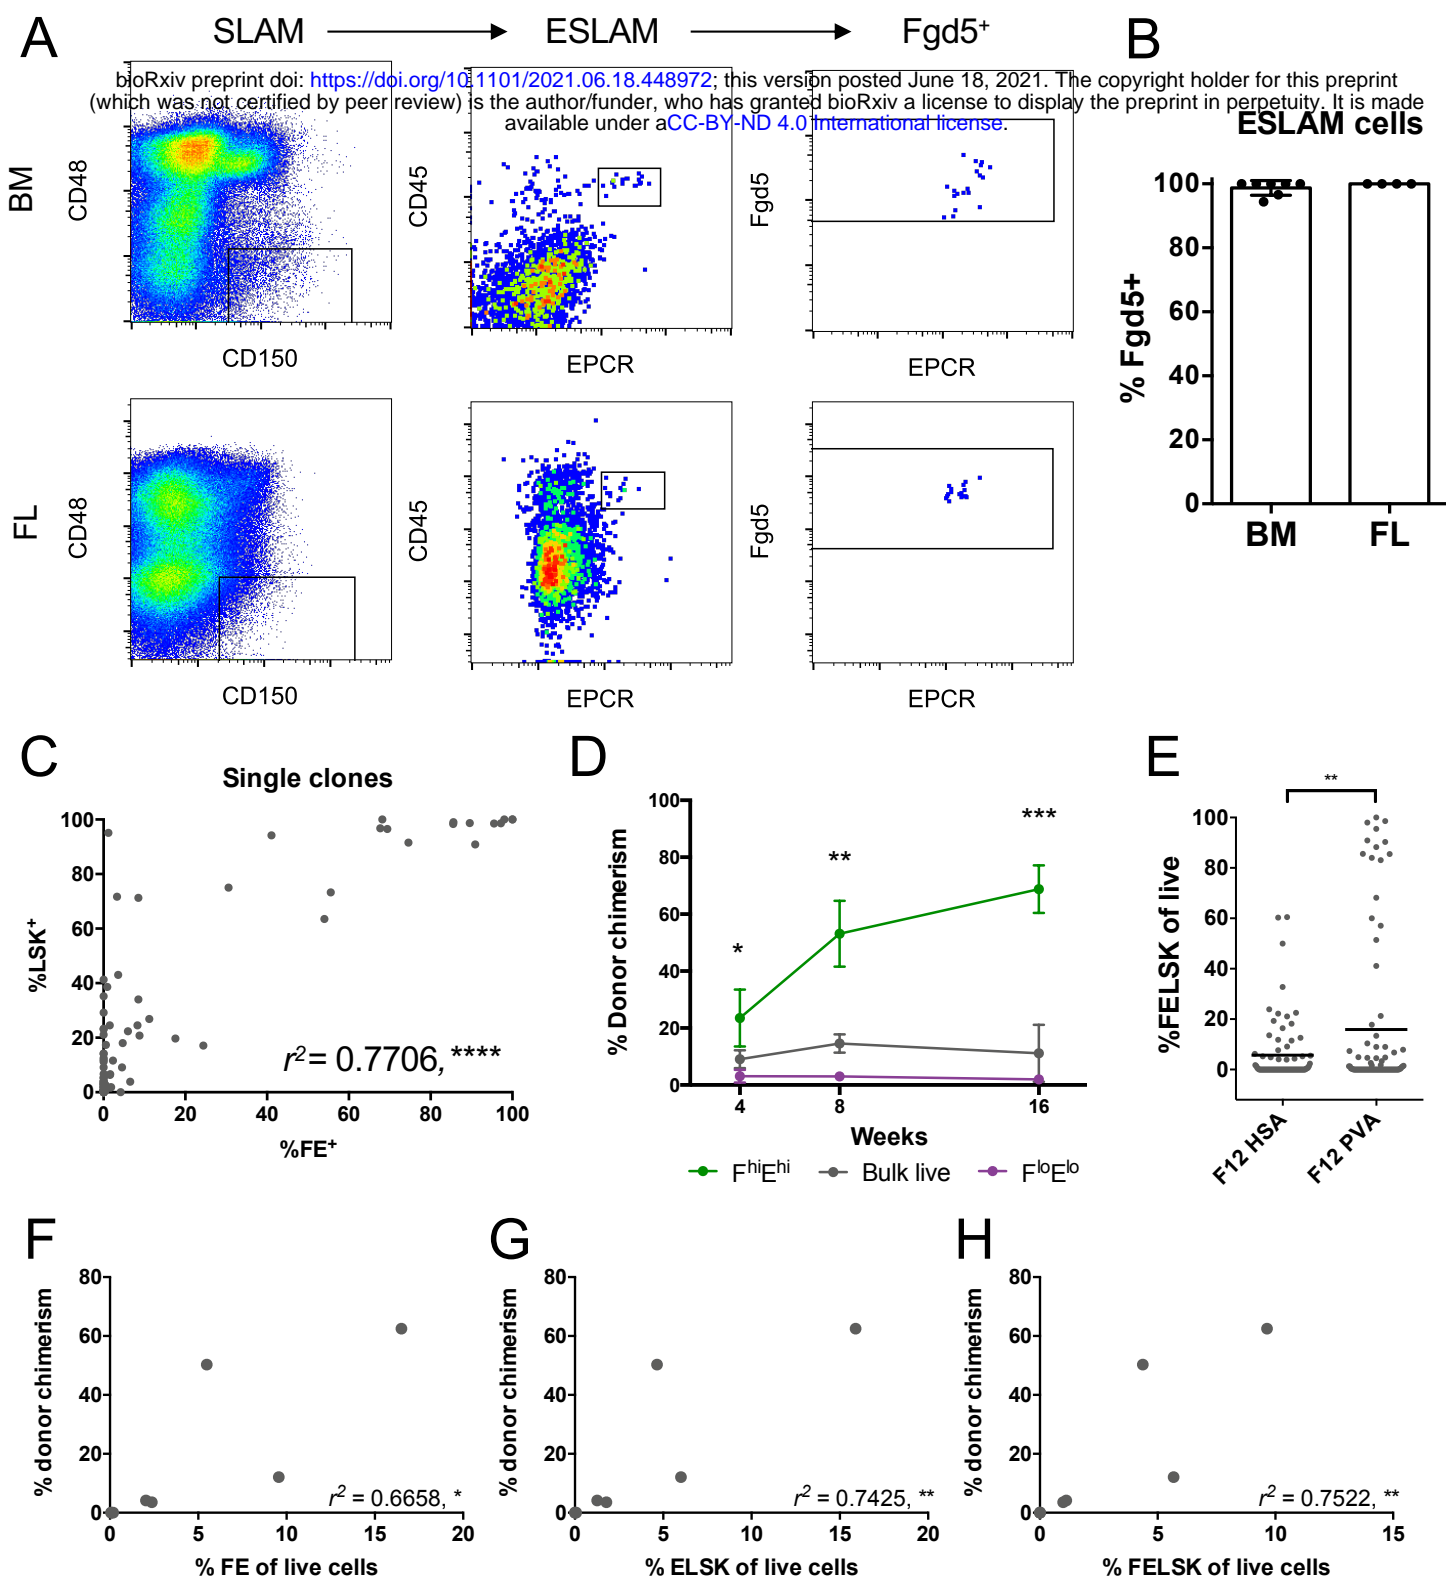 A
SLAM
ESLAM
Fgd5+
B
bioRxiv preprint doi: https://doi.org/10.1101/2021.06.18.448972; this version posted June 18, 2021. The copyright holder for this preprint
(which was not certified by peer review) is the author/funder, who has granted bioRxiv a license to display the preprint in perpetuity. It is made
available under aCC-BY-ND 4.0 International license.
BM
CD48
CD150
CD45
EPCR
Fgd5
EPCR
FL
CD48
CD150
CD45
EPCR
Fgd5
EPCR
ESLAM cells
% Fgd5+
100
80
60
40
20
0
BM FL
C
Single clones
%LSK+
100
80
60
40
20
0
0 20 40 60 80 100
%FE+
r2 = 0.7706, ****
D
% Donor chimerism
100
80
60
40
20
0
*
**
***
4 8 16
Weeks
FhiEhi Bulk live FloElo
E
%FELSK of live
100
80
60
40
20
0
**
F12 HSA
F12 PVA
F
% donor chimerism
80
60
40
20
0
r2 = 0.6658, *
0 5 10 15 20
% FE of live cells
G
% donor chimerism
80
60
40
20
0
r2 = 0.7425, **
0 5 10 15 20
% ELSK of live cells
H
% donor chimerism
80
60
40
20
0
r2 = 0.7522, **
0 5 10 15
% FELSK of live cells